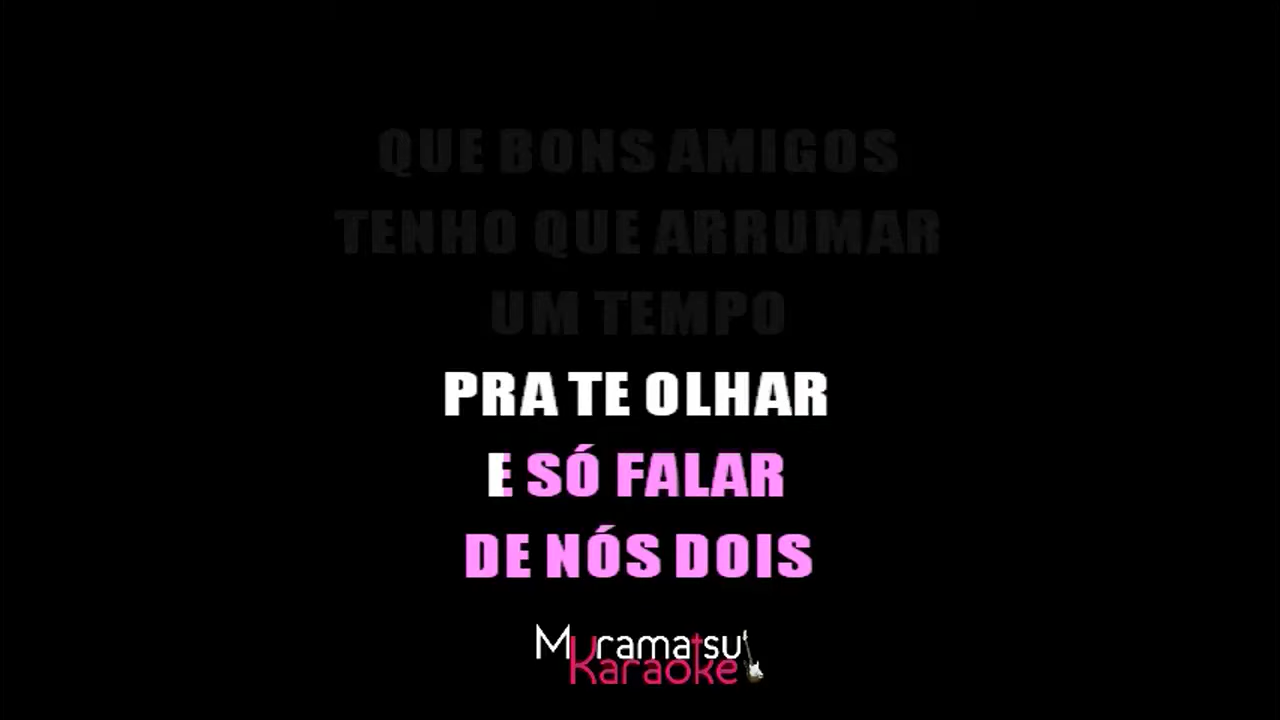 QUE BONS AMIGOS
TENHO QUE ARRUMAR
UM TEMPO
PRA TE OLHAR
E SÓ FALAR
DE NÓS DOIS
Muramatsu
Karaoke